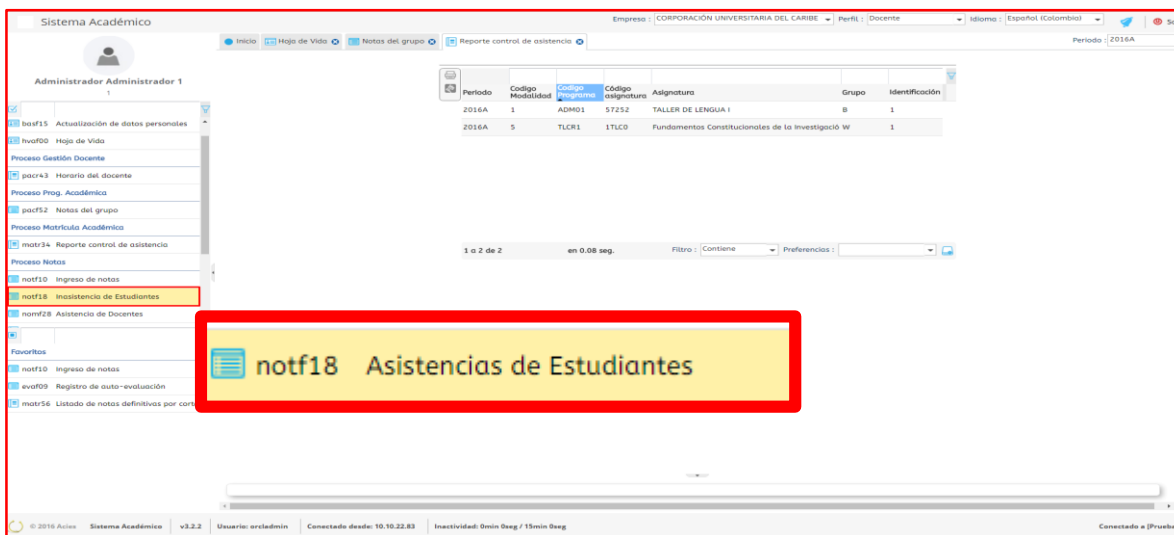 Sistema Académico
Empresa : CORPORACIÓN UNIVERSITARIA DEL CARIBE Perfil : Docente Idioma : Español (Colombia)
Inicio Hoja de Vida Notas del grupo Reporte control de asistencia
Periodo : 2016A
Administrador Administrador 1
1
basf15 Actualización de datos personales
hvaf00 Hoja de Vida
Proceso Gestión Docente
pacr43 Horario del docente
Proceso Prog. Académica
pacf52 Notas del grupo
Proceso Matrícula Académica
matr34 Reporte control de asistencia
Proceso Notas
notf10 Ingreso de notas
notf18 Inasistencia de Estudiantes
nomf28 Asistencia de Docentes
Favoritos
notf10 Ingreso de notas
evaf09 Registro de auto-evaluación
matr56 Listado de notas definitivas por corte
Periodo Codigo Modalidad Codigo Programa Código asignatura Asignatura Grupo Identificación
2016A 1 ADM01 57252 TALLER DE LENGUA I B 1
2016A 5 TLCR1 1TLC0 Fundamentos Constitucionales de la Investigació W 1
1 a 2 de 2 en 0.08 seg. Filtro : Contiene Preferencias :
notf18 Asistencias de Estudiantes
© 2016 Acies Sistema Académico v3.2.2 Usuario: orcladmin Conectado desde: 10.10.22.83 Inactividad: 0min 0seg / 15min 0seg Conectado a [Prueba